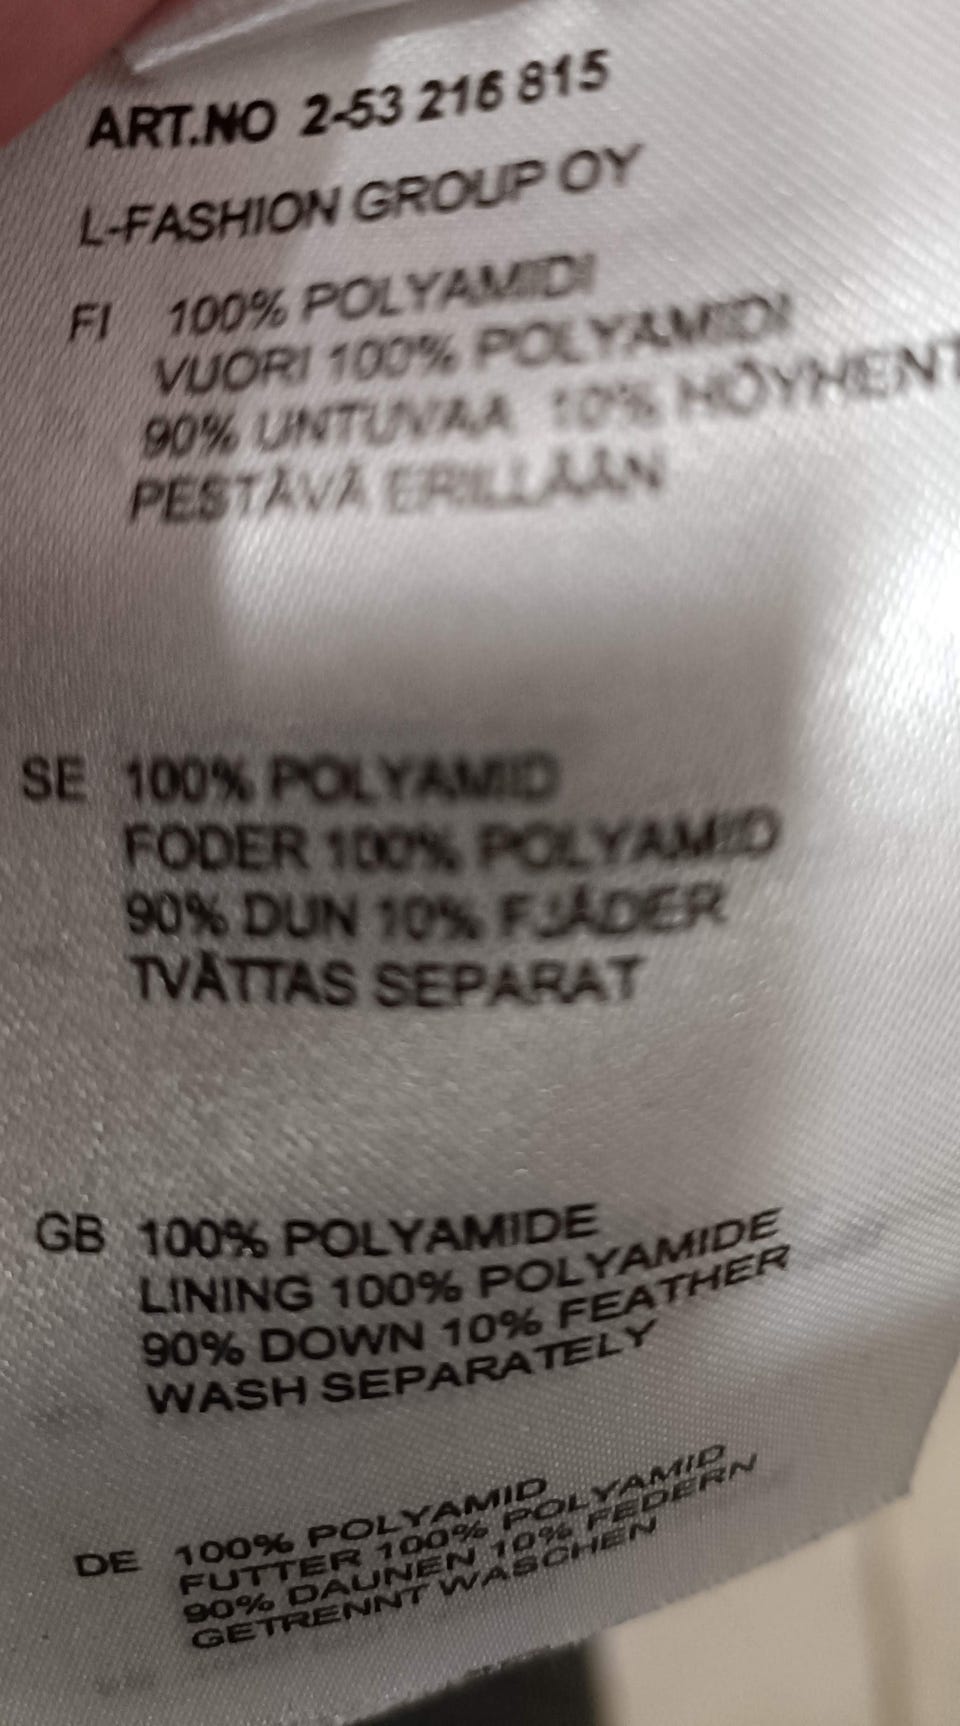 ART.NO 2-53 216 815
L-FASHION GROUP OY
FI 100% POLYAMIDI
VUORI 100% POLYAMIDI
90% UNTUVAA 10% HÖYHENT
PESTÄVÄ ERILLÄÄN
SE 100% POLYAMID
FODER 100% POLYAMID
90% DUN 10% FJÄDER
TVÄTTAS SEPARAT
GB 100% POLYAMIDE
LINING 100% POLYAMIDE
90% DOWN 10% FEATHER
WASH SEPARATELY
DE 100% POLYAMID
FUTTER 100% POLYAMID
90% DAUNEN 10% FEDERN
GETRENNT WASCHEN